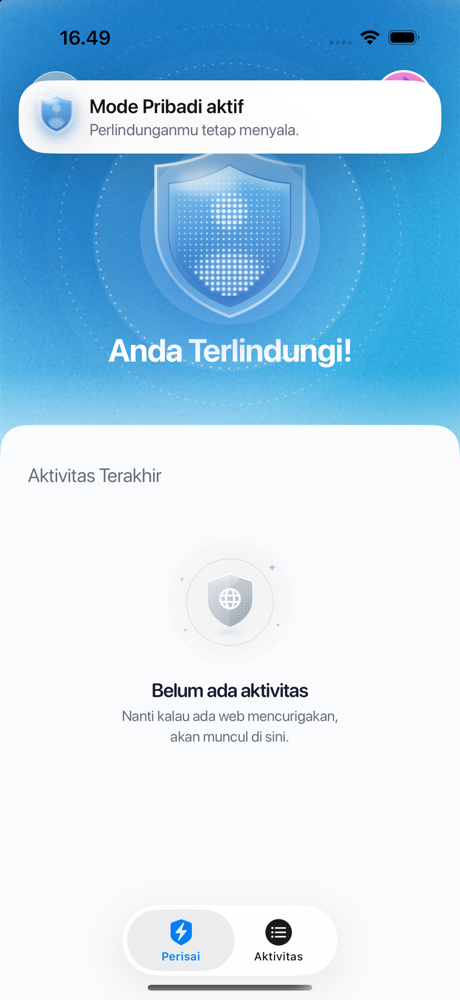 16.49
Mode Pribadi aktif
Perlindunganmu tetap menyala.
Anda Terlindungi!
Aktivitas Terakhir
Belum ada aktivitas
Nanti kalau ada web mencurigakan,
akan muncul di sini.
Perisai
Aktivitas